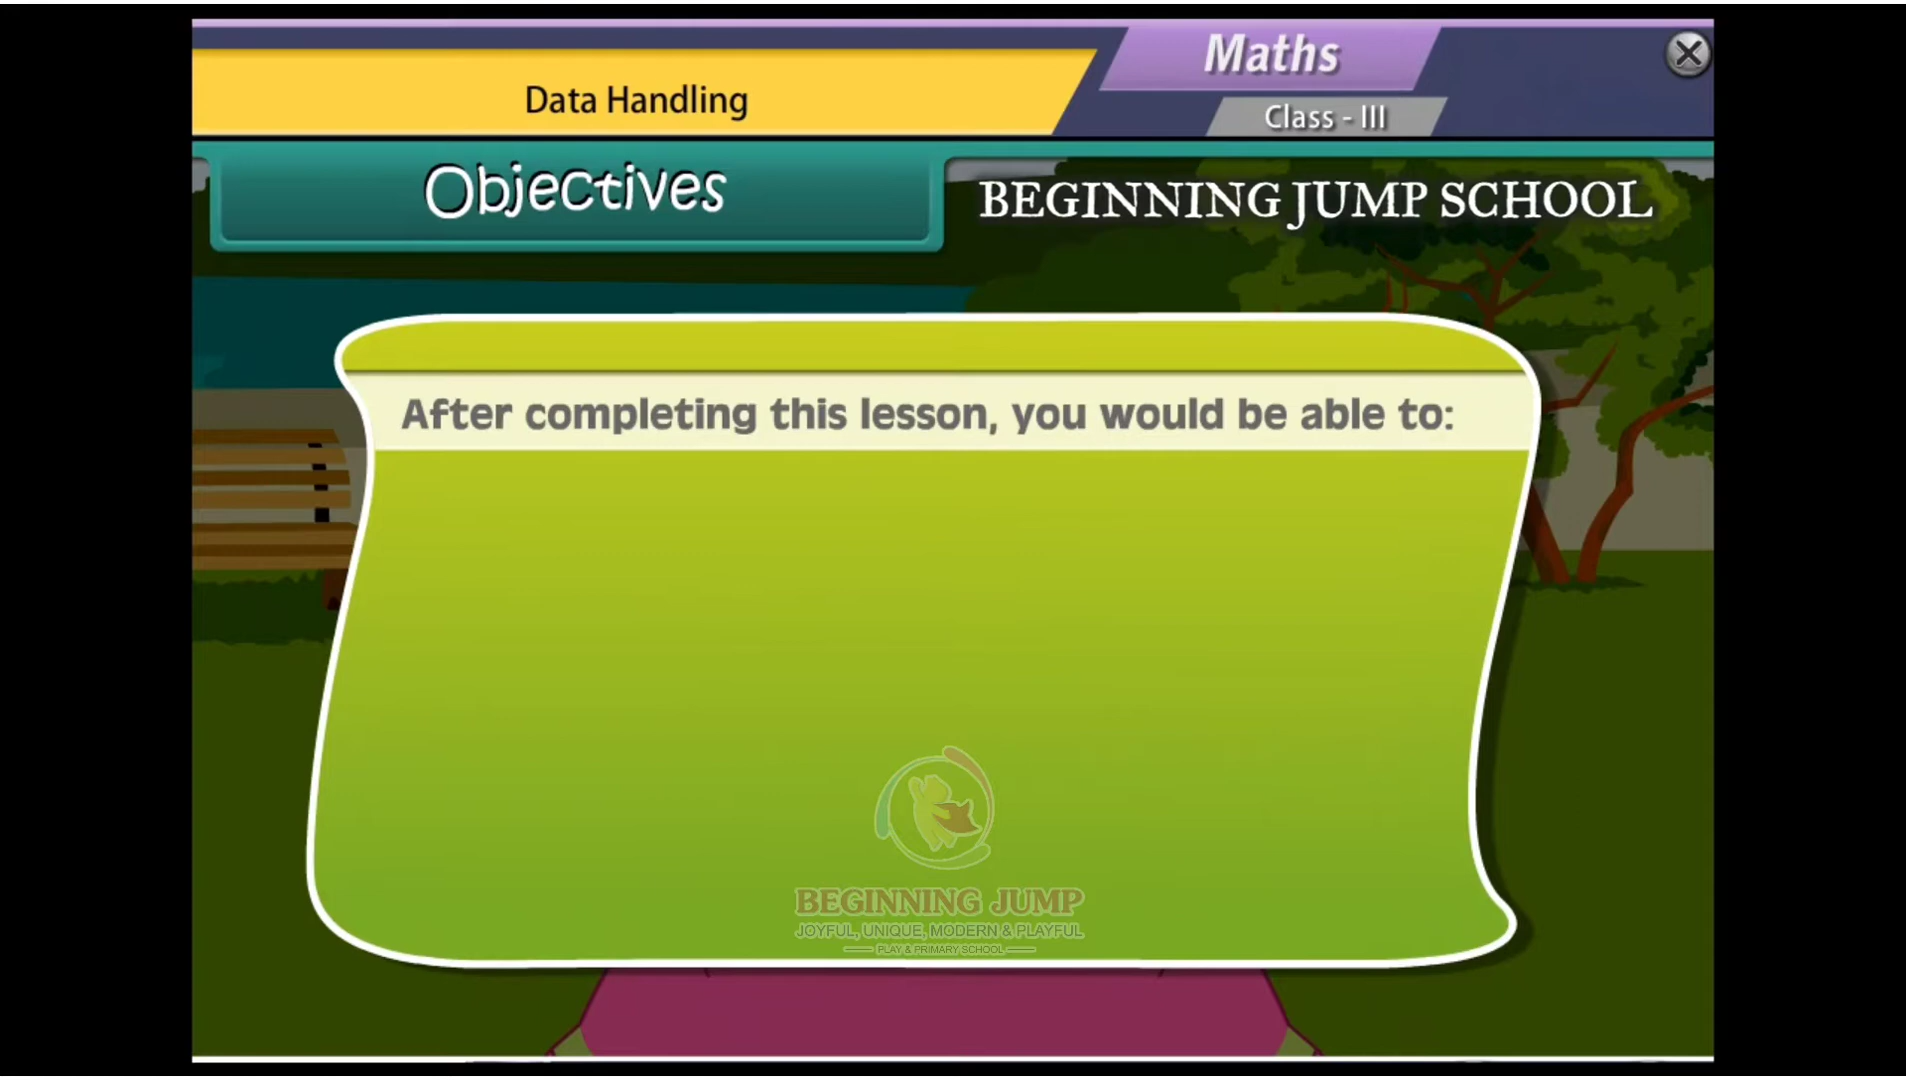 Maths
Data Handling
Class - III
Objectives
BEGINNING JUMP SCHOOL
After completing this lesson, you would be able to:
BEGINNING JUMP
JOYFUL, UNIQUE, MODERN & PLAYFUL
PLAY & PRIMARY SCHOOL